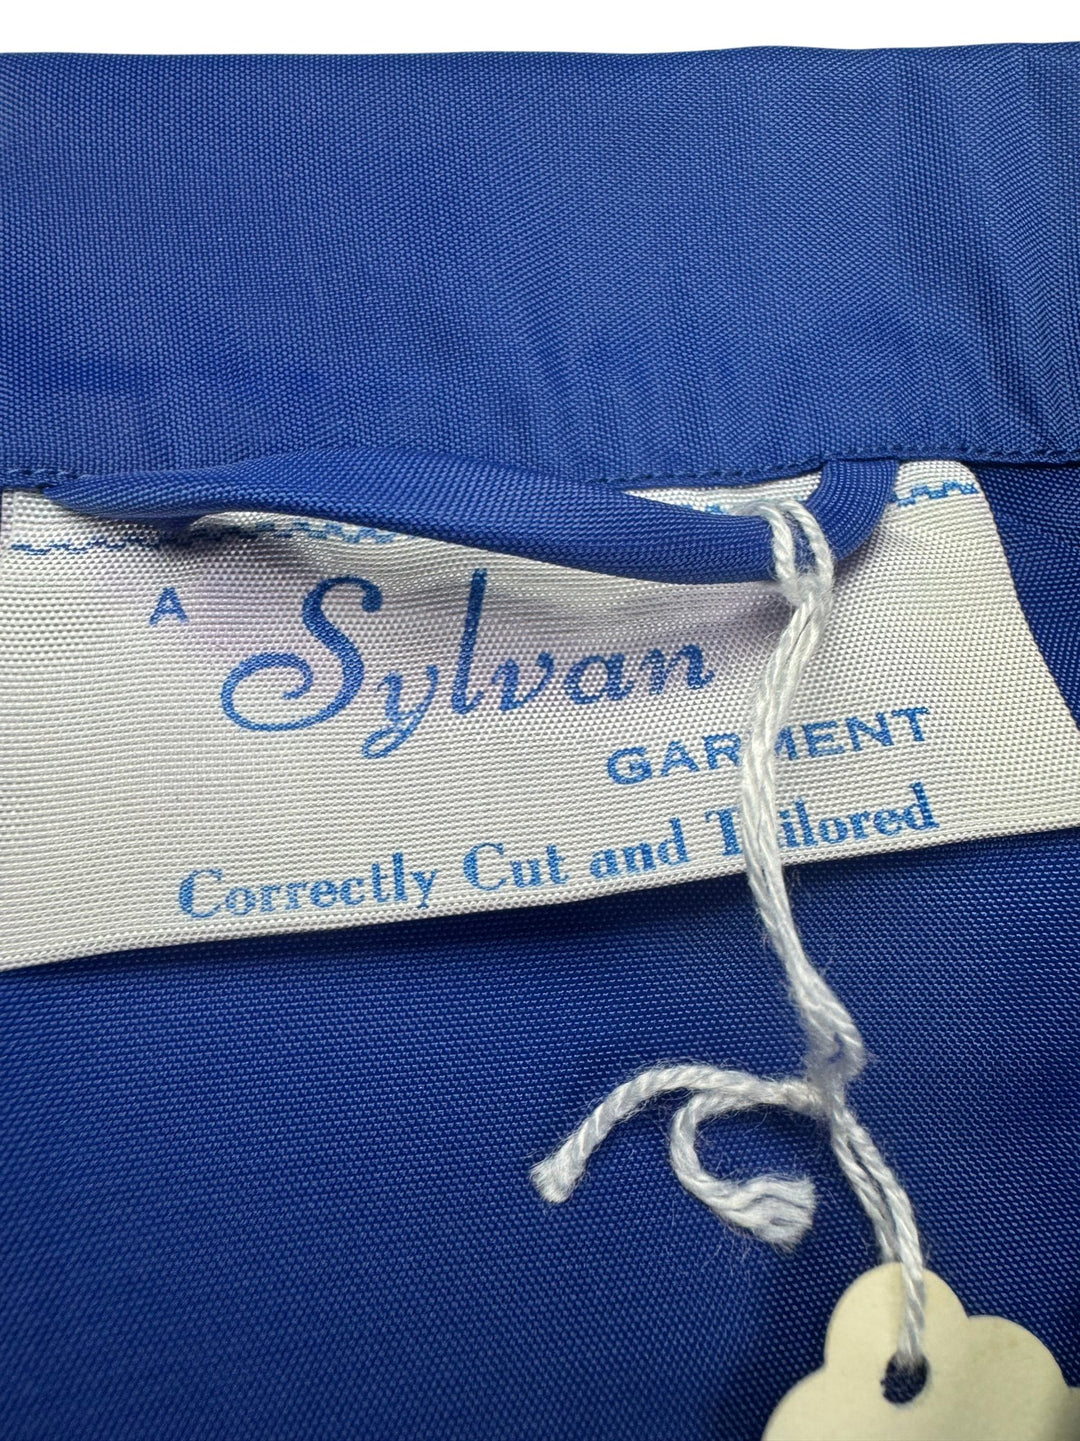 A
Sylvan
GARMENT
Correctly Cut and Tailored